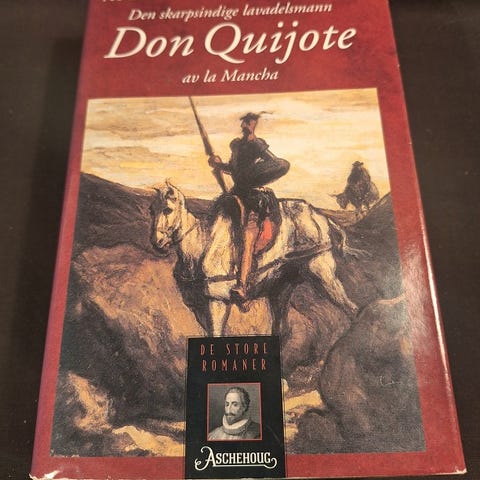 Den skarpsindige lavadelsmann
Don Quijote
av la Mancha
DE STORE
ROMANER
ASCHEHOUG